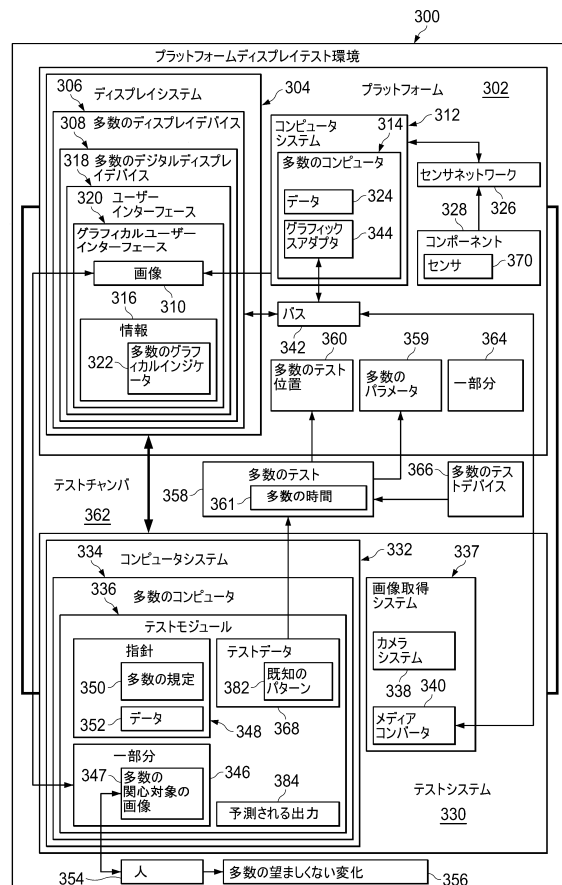 300
プラットフォームディスプレイテスト環境
306
ディスプレイシステム
304
プラットフォーム
302
308
多数のディスプレイデバイス
312
コンピュータ
システム
314
多数のコンピュータ
318
多数のデジタルディスプレ
イデバイス
320
ユーザー
インターフェース
データ
324
センサネットワーク
326
グラフィカルユーザー
インターフェース
グラフィック
スアダプタ
344
328
コンポーネント
センサ
370
画像
310
316
情報
322
多数のグラフ
ィカルインジケ
ータ
バス
342
360
多数のテスト
位置
359
多数の
パラメータ
364
一部分
テストチャンバ
362
358
多数のテスト
361
多数の時間
366
多数のテス
トデバイス
334
コンピュータシステム
332
336
多数のコンピュータ
337
画像取得
システム
テストモジュール
指針
350
多数の規定
352
データ
348
テストデータ
382
既知の
パターン
368
カメラ
システム
338
340
メディア
コンバータ
一部分
347
多数の
関心対象の
画像
346
384
予測される出力
テストシステム
330
354
人
多数の望ましくない変化
356